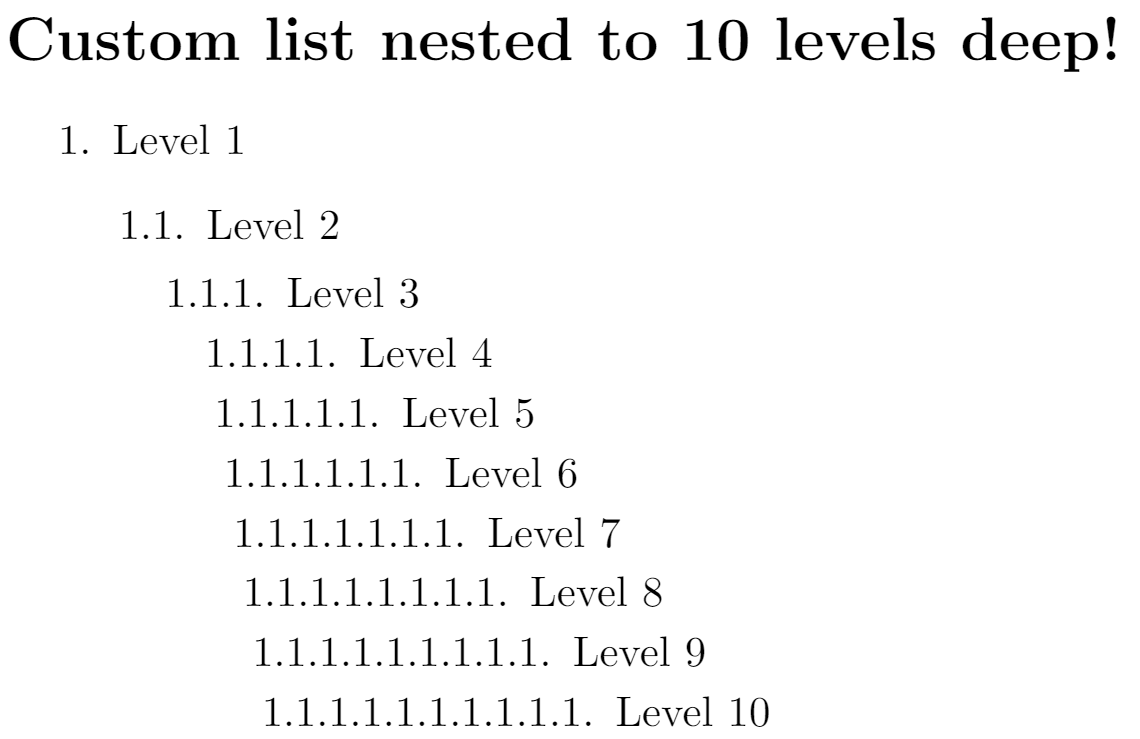 Custom list nested to 10 levels deep!
1. Level 1
1.1. Level 2
1.1.1. Level 3
1.1.1.1. Level 4
1.1.1.1.1. Level 5
1.1.1.1.1.1. Level 6
1.1.1.1.1.1.1. Level 7
1.1.1.1.1.1.1.1. Level 8
1.1.1.1.1.1.1.1.1. Level 9
1.1.1.1.1.1.1.1.1.1. Level 10